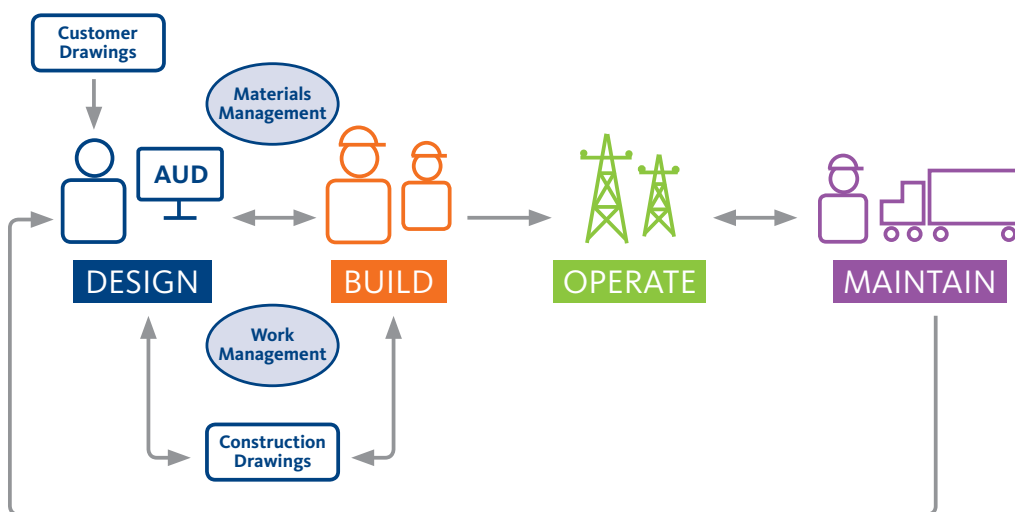 Customer
Drawings
Materials
Management
AUD
DESIGN
BUILD
OPERATE
MAINTAIN
Work
Management
Construction
Drawings